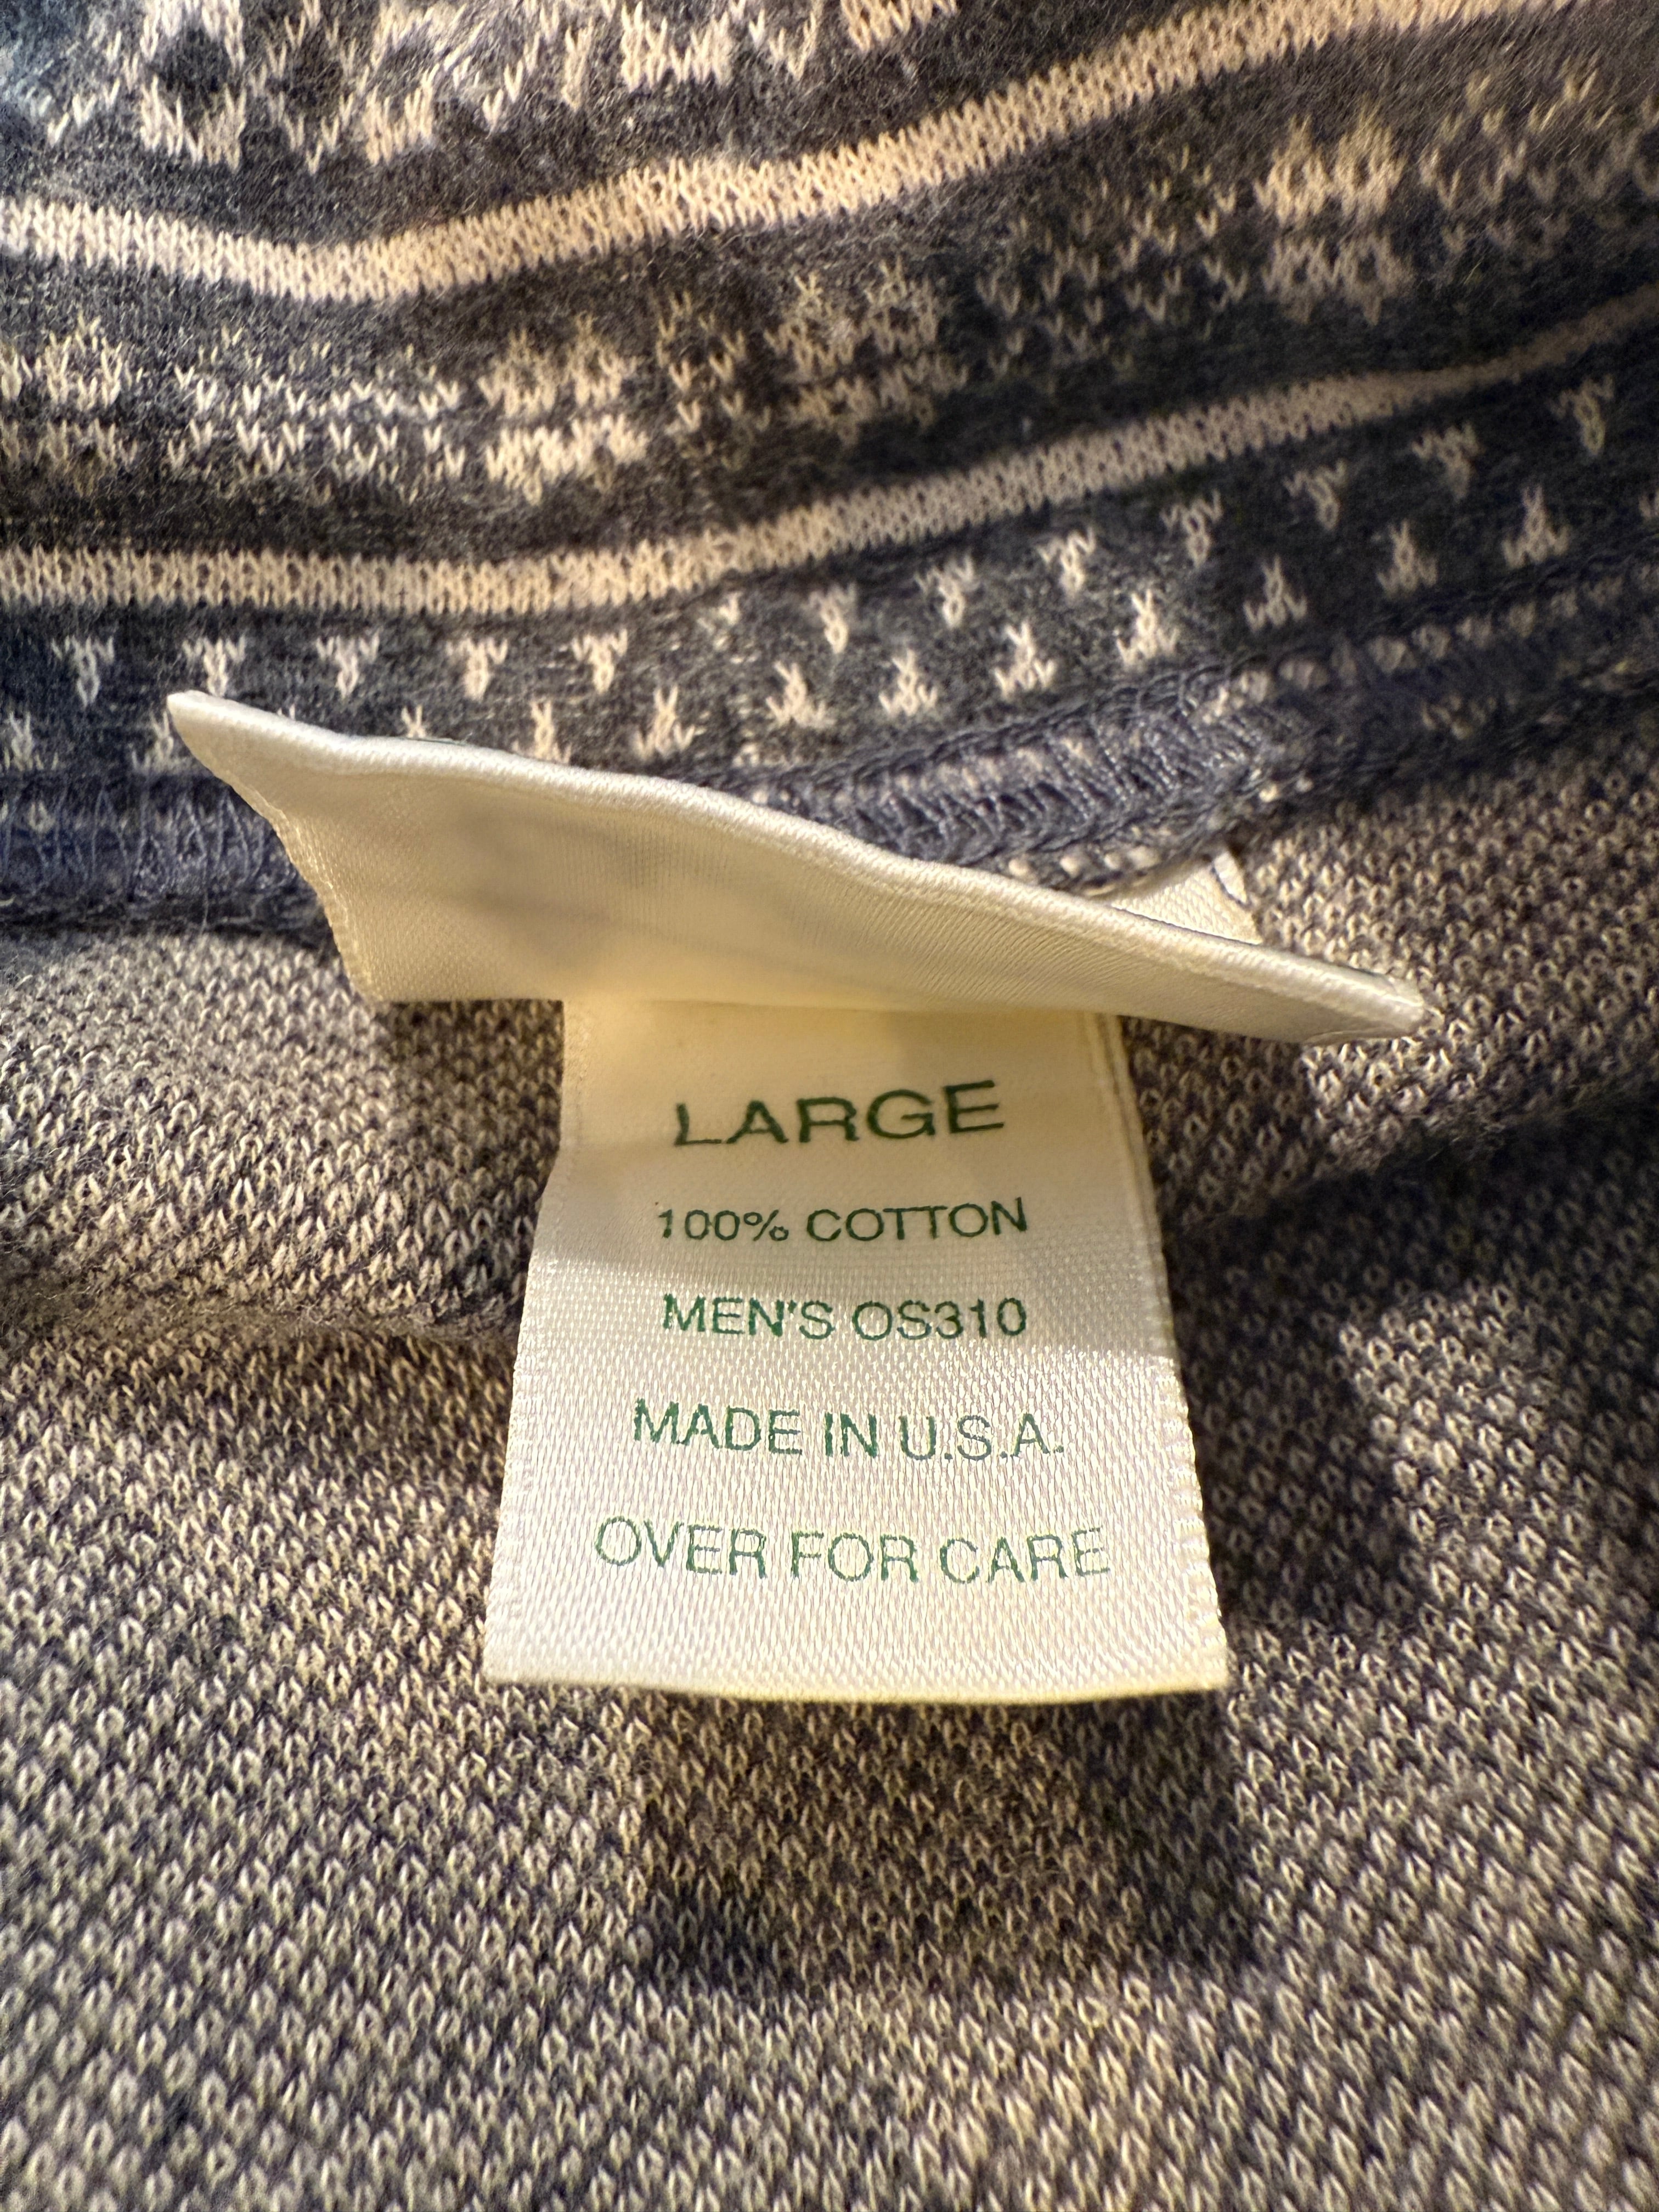 LARGE
100% COTTON
MEN'S OS310
MADE IN U.S.A.
OVER FOR CARE